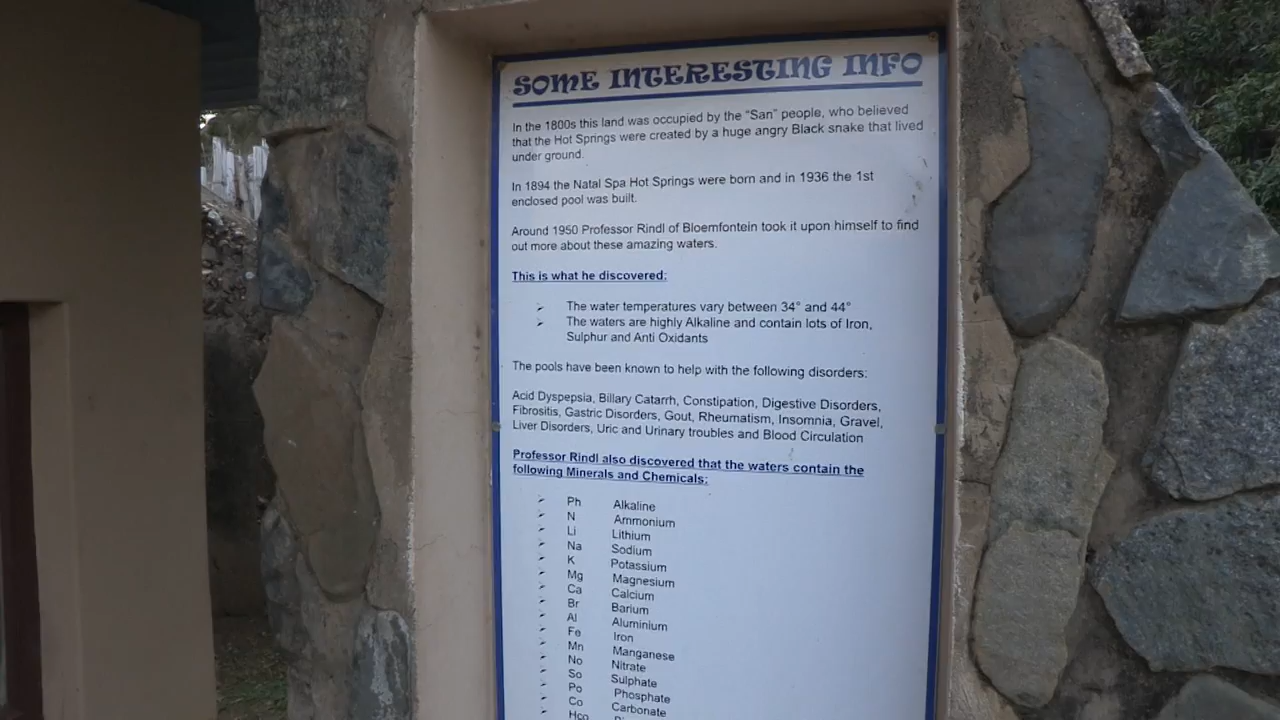 SOME INTERESTING INFO
In the 1800s this land was occupied by the “San” people, who believed
that the Hot Springs were created by a huge angry Black snake that lived
under ground.
In 1894 the Natal Spa Hot Springs were born and in 1936 the 1st
enclosed pool was built.
Around 1950 Professor Rindl of Bloemfontein took it upon himself to find
out more about these amazing waters.
This is what he discovered:
➢ The water temperatures vary between 34° and 44°
➢ The waters are highly Alkaline and contain lots of Iron,
Sulphur and Anti Oxidants
The pools have been known to help with the following disorders:
Acid Dyspepsia, Billary Catarrh, Constipation, Digestive Disorders,
Fibrositis, Gastric Disorders, Gout, Rheumatism, Insomnia, Gravel,
Liver Disorders, Uric and Urinary troubles and Blood Circulation
Professor Rindl also discovered that the waters contain the
following Minerals and Chemicals:
➢ Ph Alkaline
➢ N Ammonium
➢ Li Lithium
➢ Na Sodium
➢ K Potassium
➢ Mg Magnesium
➢ Ca Calcium
➢ Br Barium
➢ Al Aluminium
➢ Fe Iron
➢ Mn Manganese
➢ No Nitrate
➢ So Sulphate
➢ Po Phosphate
➢ Co Carbonate
➢ Hco